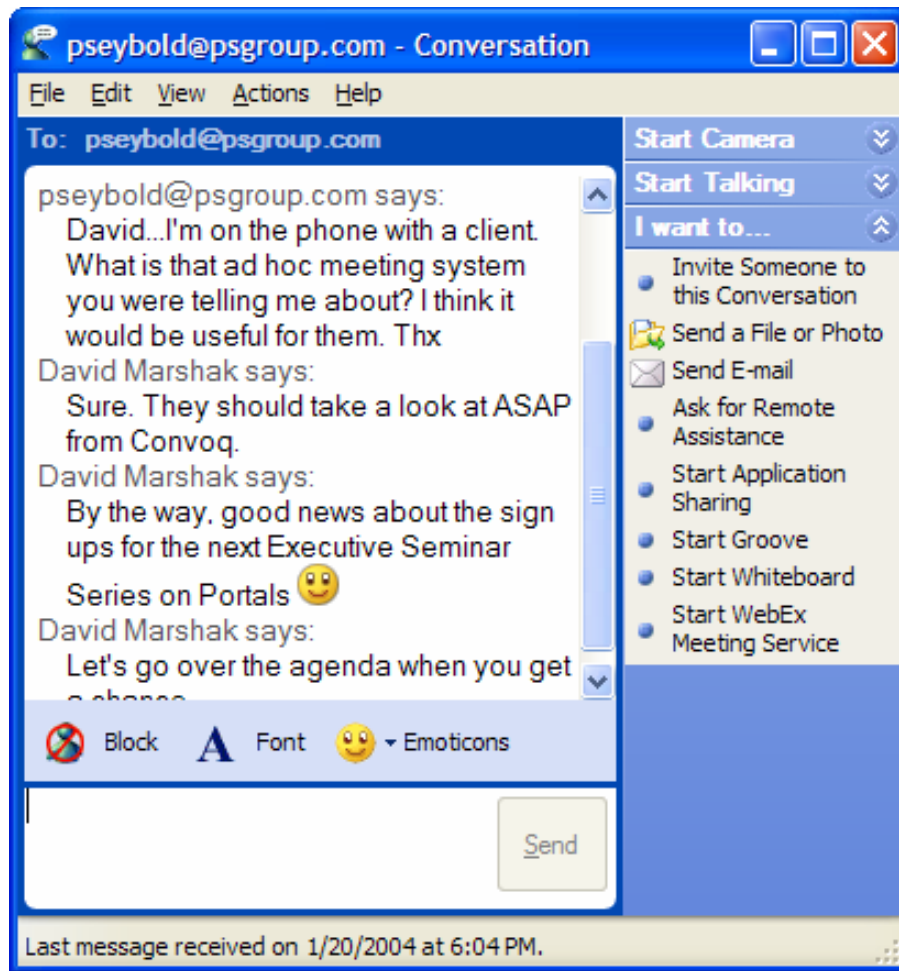 pseybold@psgroup.com - Conversation
File Edit View Actions Help
To: pseybold@psgroup.com
pseybold@psgroup.com says:
David...I'm on the phone with a client.
What is that ad hoc meeting system
you were telling me about? I think it
would be useful for them. Thx
David Marshak says:
Sure. They should take a look at ASAP
from Convoq.
David Marshak says:
By the way, good news about the sign
ups for the next Executive Seminar
Series on Portals
David Marshak says:
Let's go over the agenda when you get
a chance
Block Font Emoticons
Send
Start Camera
Start Talking
I want to...
Invite Someone to
this Conversation
Send a File or Photo
Send E-mail
Ask for Remote
Assistance
Start Application
Sharing
Start Groove
Start Whiteboard
Start WebEx
Meeting Service
Last message received on 1/20/2004 at 6:04 PM.